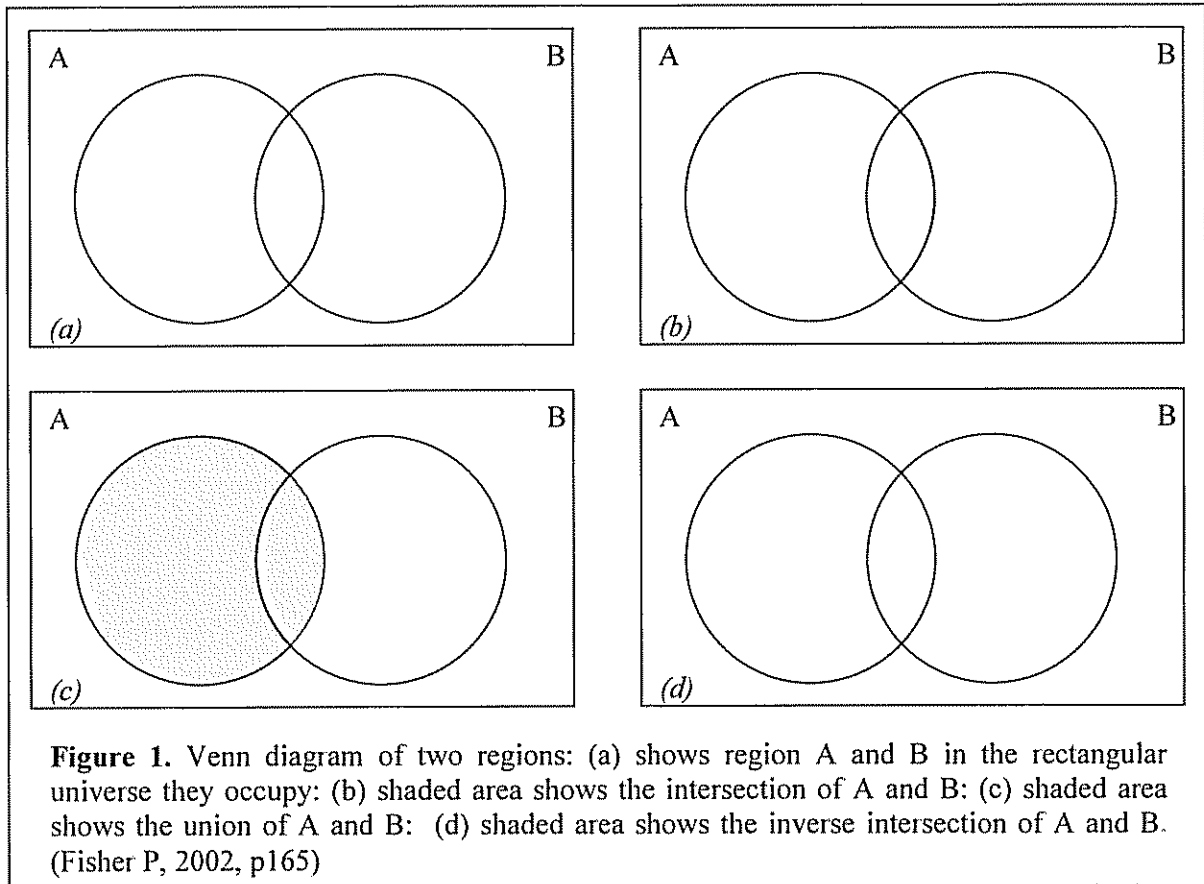 A B
(a)
A B
(b)
A B
(c)
A B
(d)
Figure 1. Venn diagram of two regions: (a) shows region A and B in the rectangular
universe they occupy: (b) shaded area shows the intersection of A and B: (c) shaded area
shows the union of A and B: (d) shaded area shows the inverse intersection of A and B.
(Fisher P, 2002, p165)